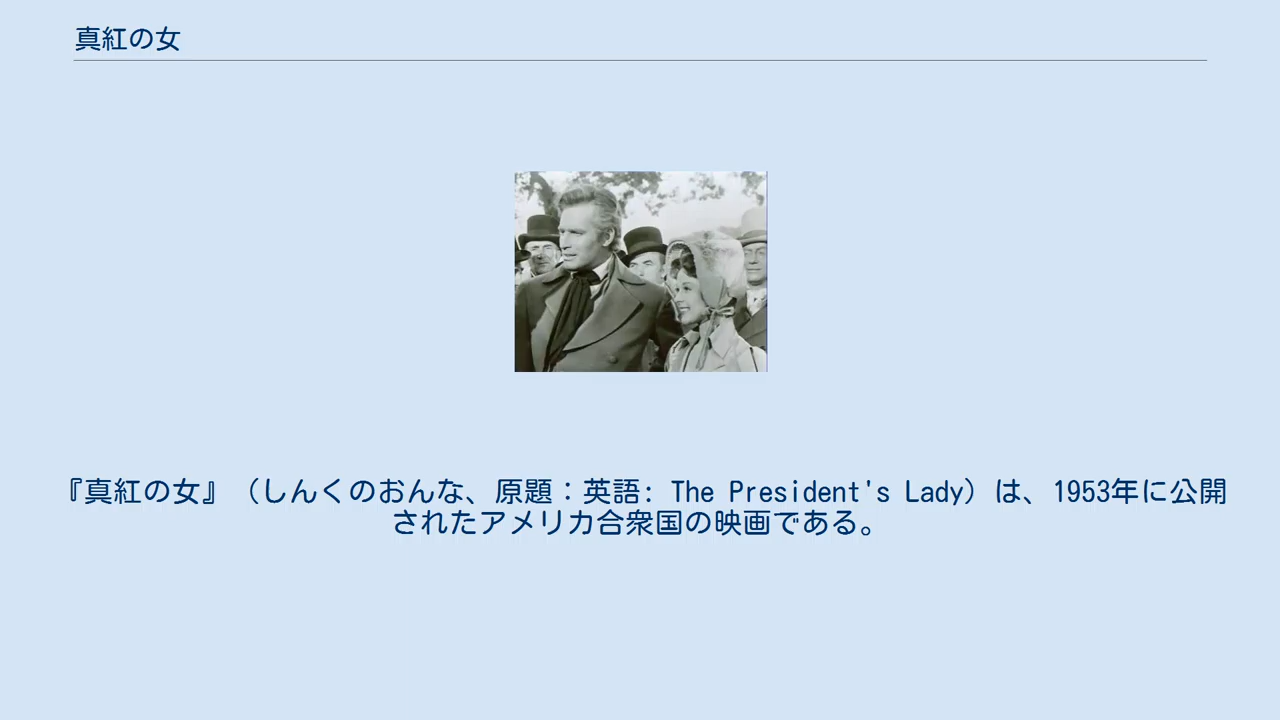 真紅の女
『真紅の女』（しんくのおんな、原題：英語: The President's Lady）は、1953年に公開
されたアメリカ合衆国の映画である。